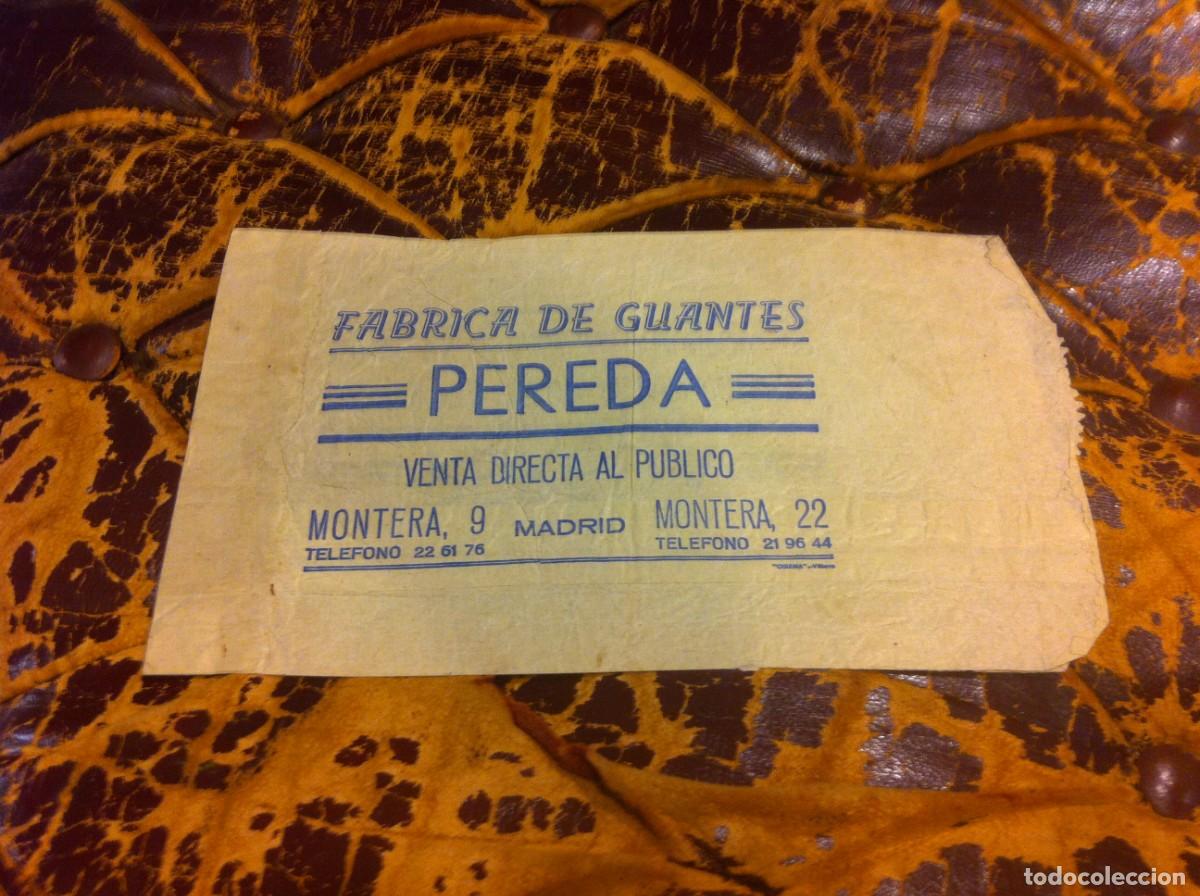 FABRICA DE GUANTES
PEREDA
VENTA DIRECTA AL PUBLICO
MONTERA, 9 MADRID MONTERA, 22
TELEFONO 22 61 76 TELEFONO 21 96 44
todocoleccion